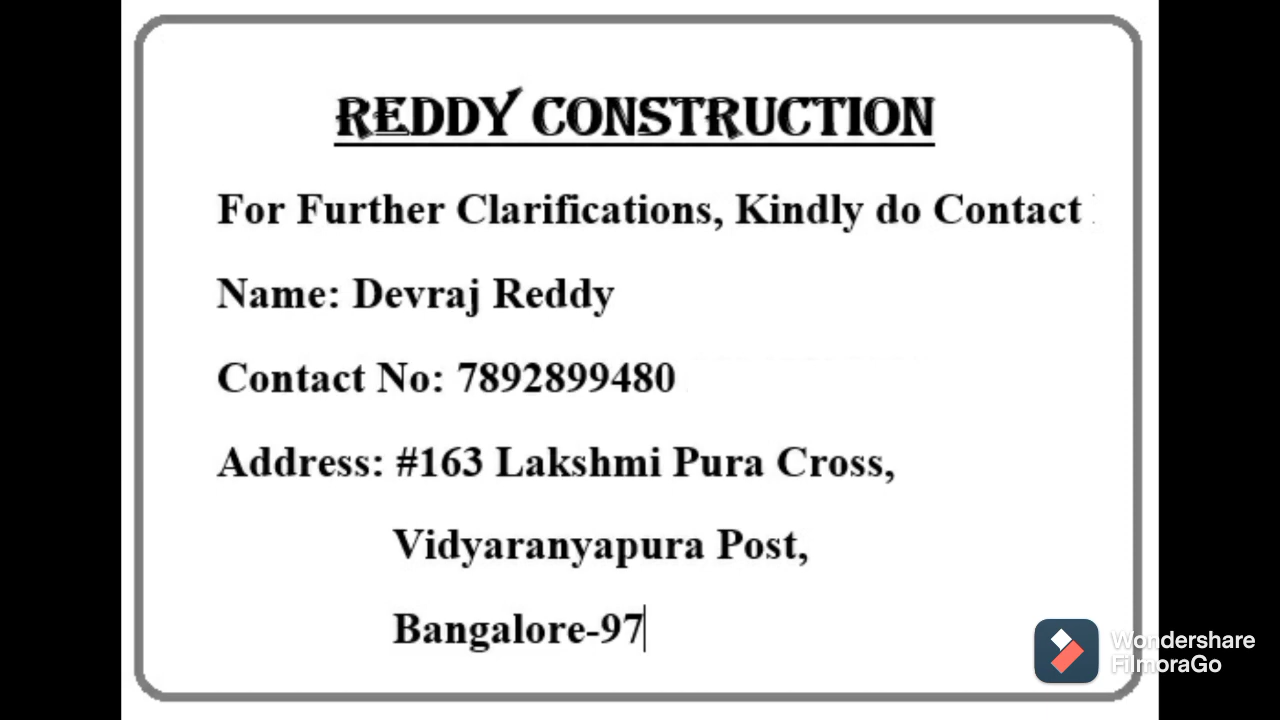 REDDY CONSTRUCTION
For Further Clarifications, Kindly do Contact
Name: Devraj Reddy
Contact No: 7892899480
Address: #163 Lakshmi Pura Cross,
Vidyaranyapura Post,
Bangalore-97
Wondershare
FilmoraGo